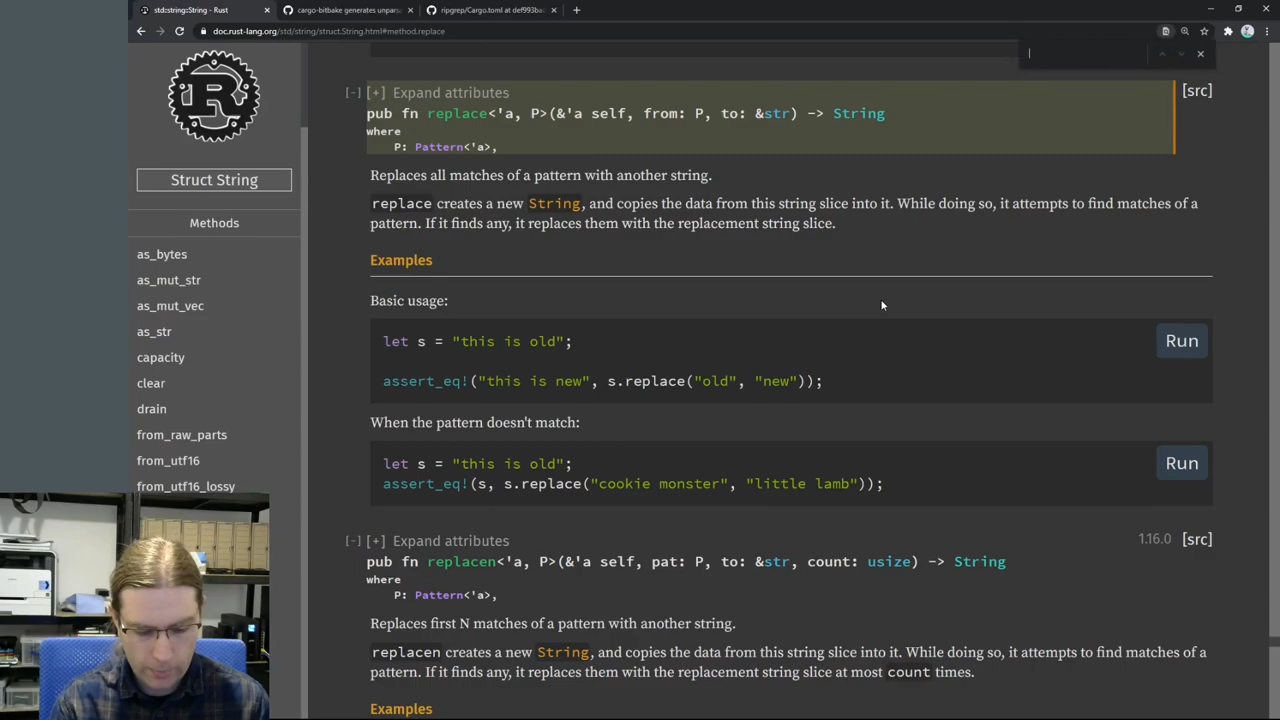 std::string::String - Rust
cargo-bitbake generates unparsa
ripgrep/Cargo.toml at def993bac
doc.rust-lang.org/std/string/struct.String.html#method.replace
Struct String
Methods
as_bytes
as_mut_str
as_mut_vec
as_str
capacity
clear
drain
from_raw_parts
from_utf16
from_utf16_lossy
[-] [+] Expand attributes
[src]
pub fn replace<'a, P>(&'a self, from: P, to: &str) -> String
where
P: Pattern<'a>,
Replaces all matches of a pattern with another string.
replace creates a new String, and copies the data from this string slice into it. While doing so, it attempts to find matches of a
pattern. If it finds any, it replaces them with the replacement string slice.
Examples
Basic usage:
let s = "this is old";
Run
assert_eq!("this is new", s.replace("old", "new"));
When the pattern doesn't match:
let s = "this is old";
Run
assert_eq!(s, s.replace("cookie monster", "little lamb"));
[-] [+] Expand attributes
1.16.0 [src]
pub fn replacen<'a, P>(&'a self, pat: P, to: &str, count: usize) -> String
where
P: Pattern<'a>,
Replaces first N matches of a pattern with another string.
replacen creates a new String, and copies the data from this string slice into it. While doing so, it attempts to find matches of a
pattern. If it finds any, it replaces them with the replacement string slice at most count times.
Examples